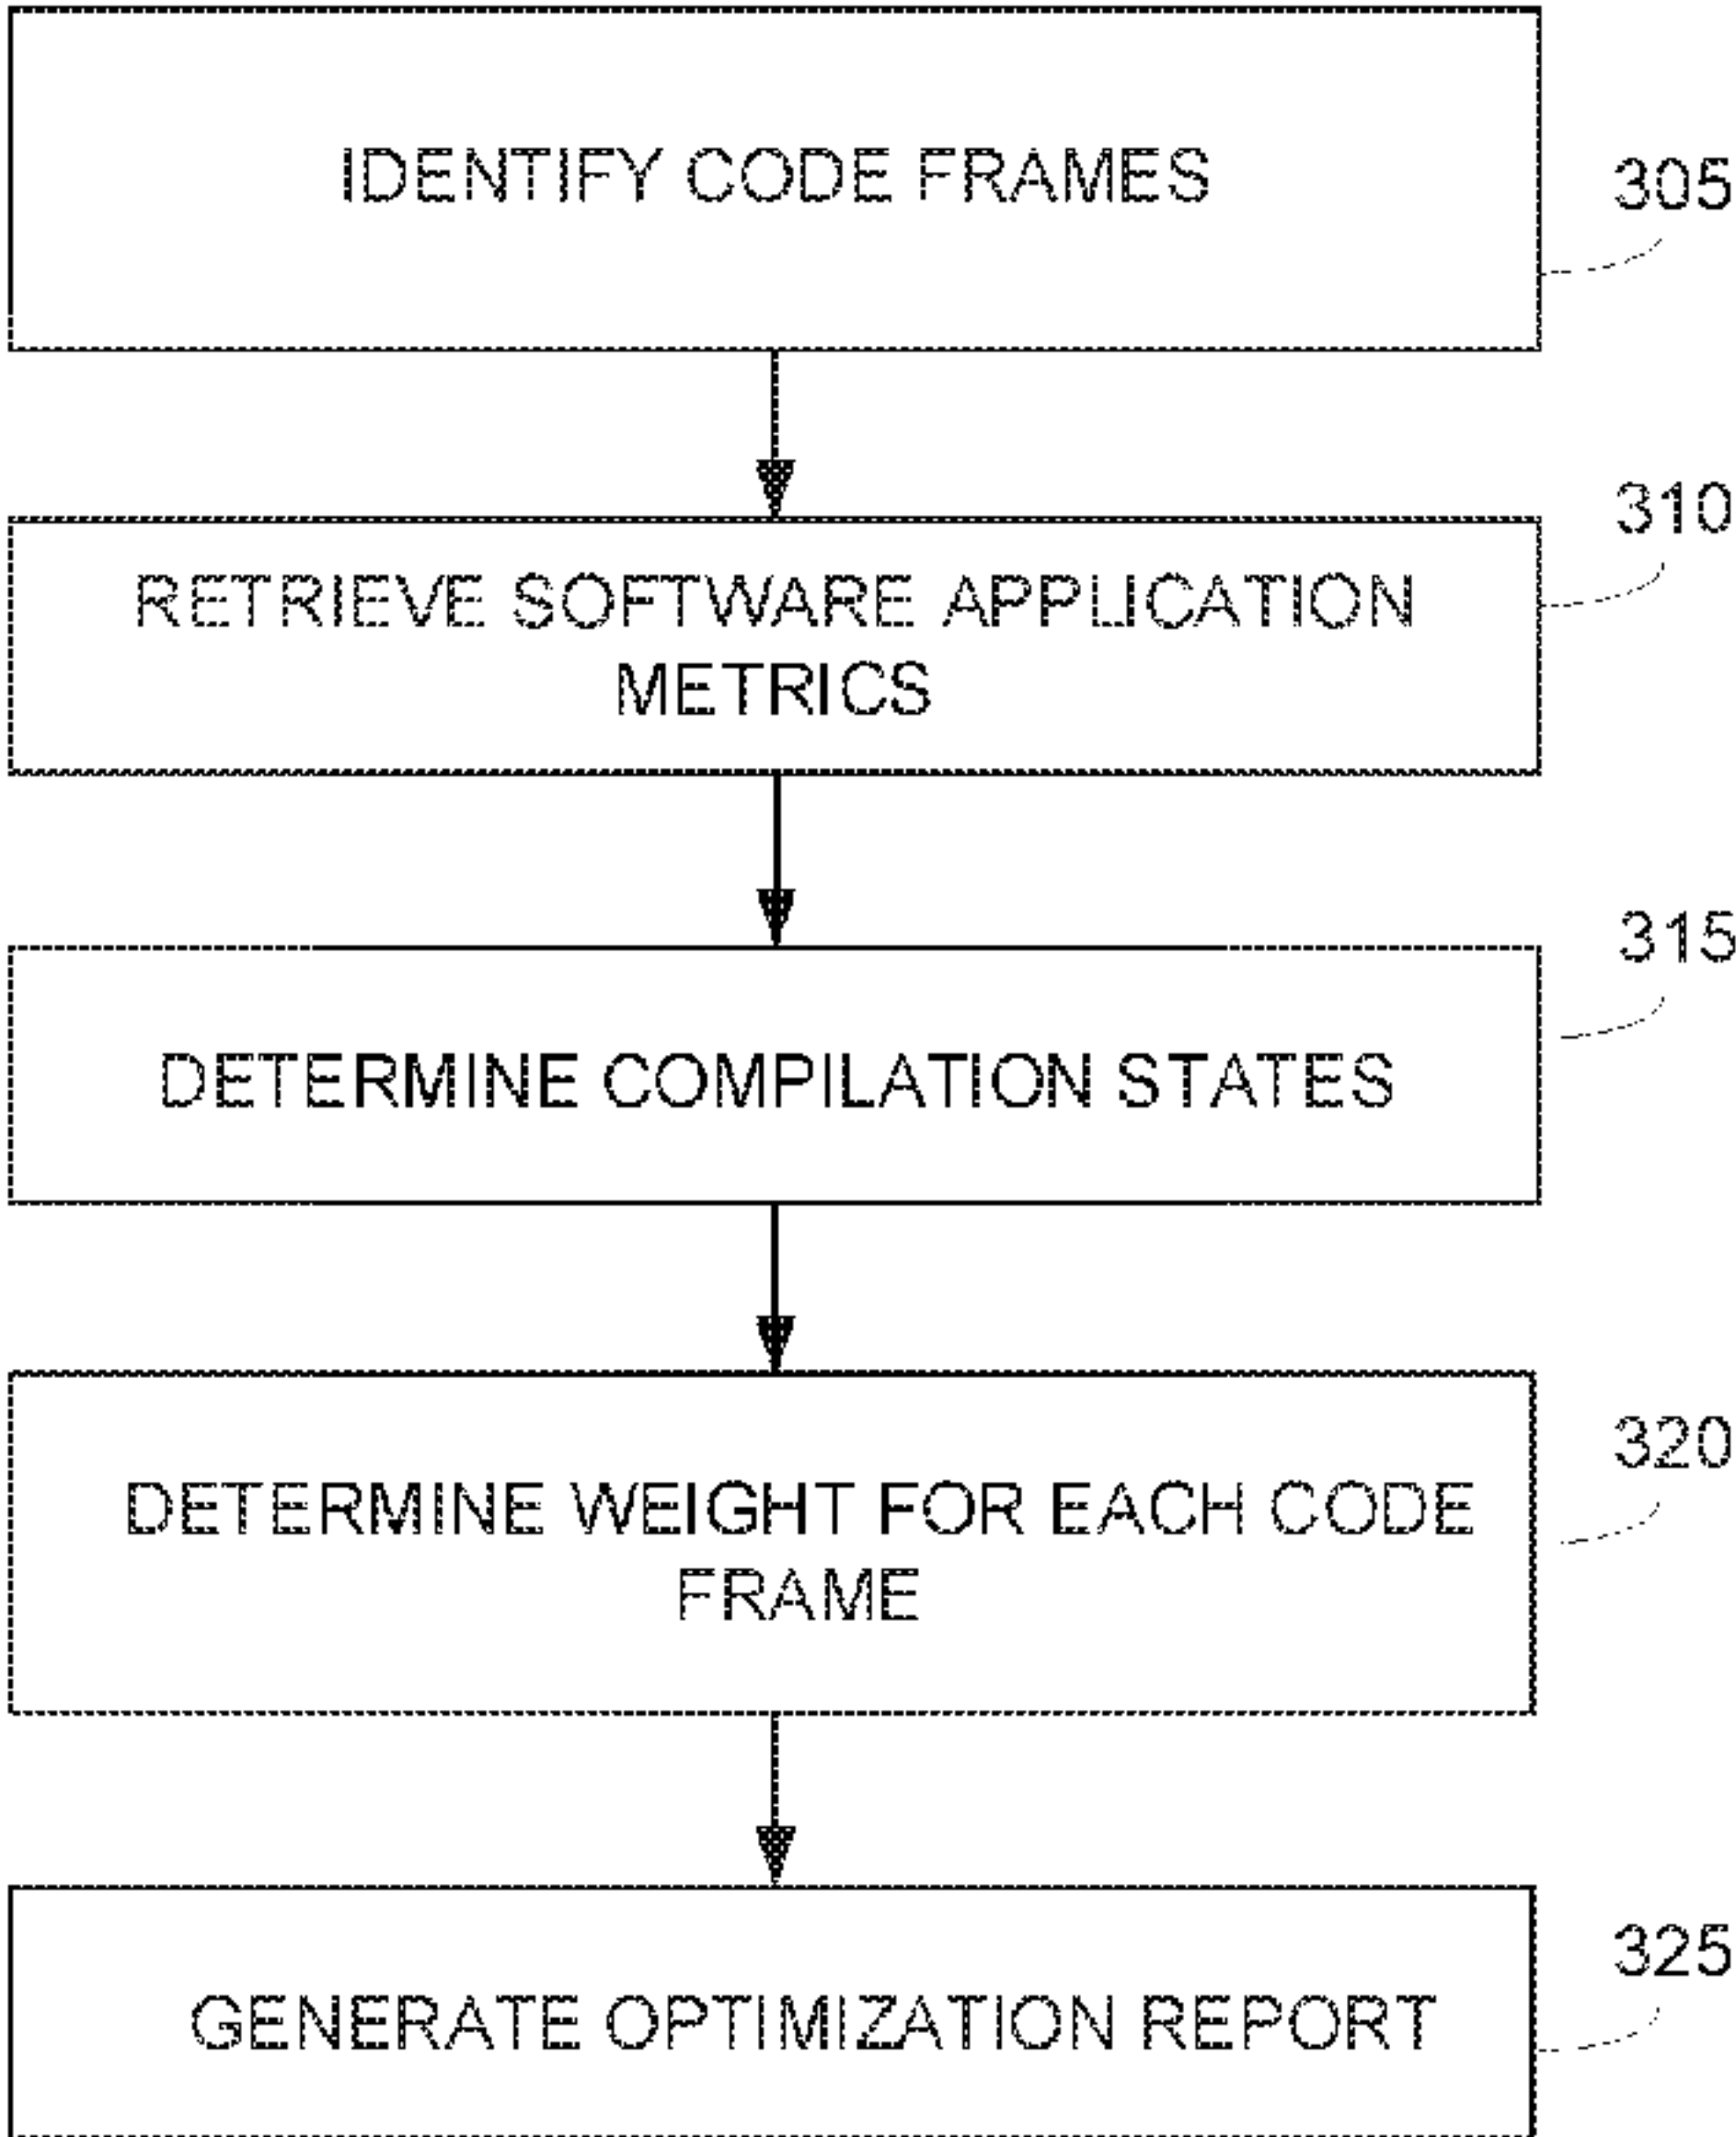 IDENTIFY CODE FRAMES
305
310
RETRIEVE SOFTWARE APPLICATION
METRICS
315
DETERMINE COMPILATION STATES
320
DETERMINE WEIGHT FOR EACH CODE
FRAME
325
GENERATE OPTIMIZATION REPORT